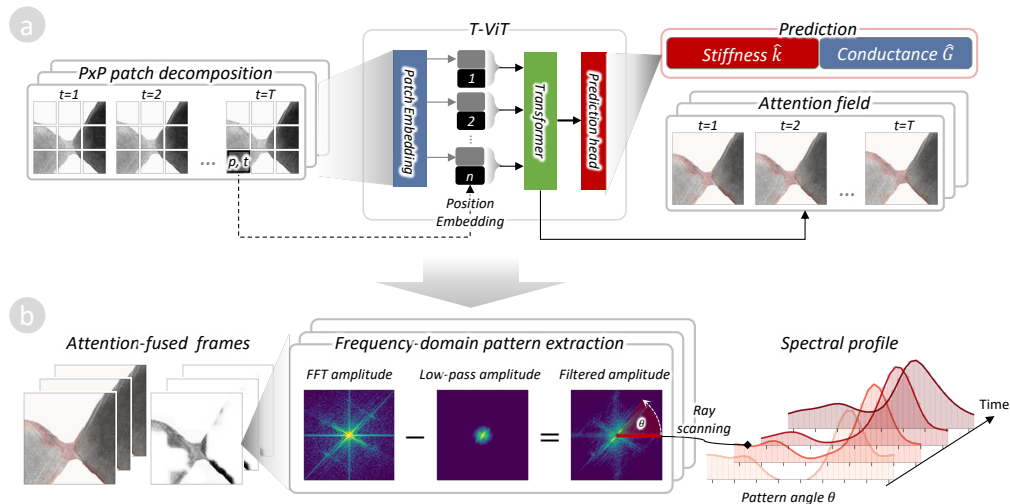 a
T-ViT
Prediction
Stiffness k̂
Conductance Ĝ
PxP patch decomposition
t=1
t=2
t=T
...
p, t
Patch Embedding
1
2
...
n
Position
Embedding
Transformer
Prediction head
Attention field
t=1
t=2
t=T
...
b
Attention-fused frames
Frequency-domain pattern extraction
FFT amplitude
Low-pass amplitude
Filtered amplitude
−
=
θ
Ray
scanning
Spectral profile
Time
Pattern angle θ